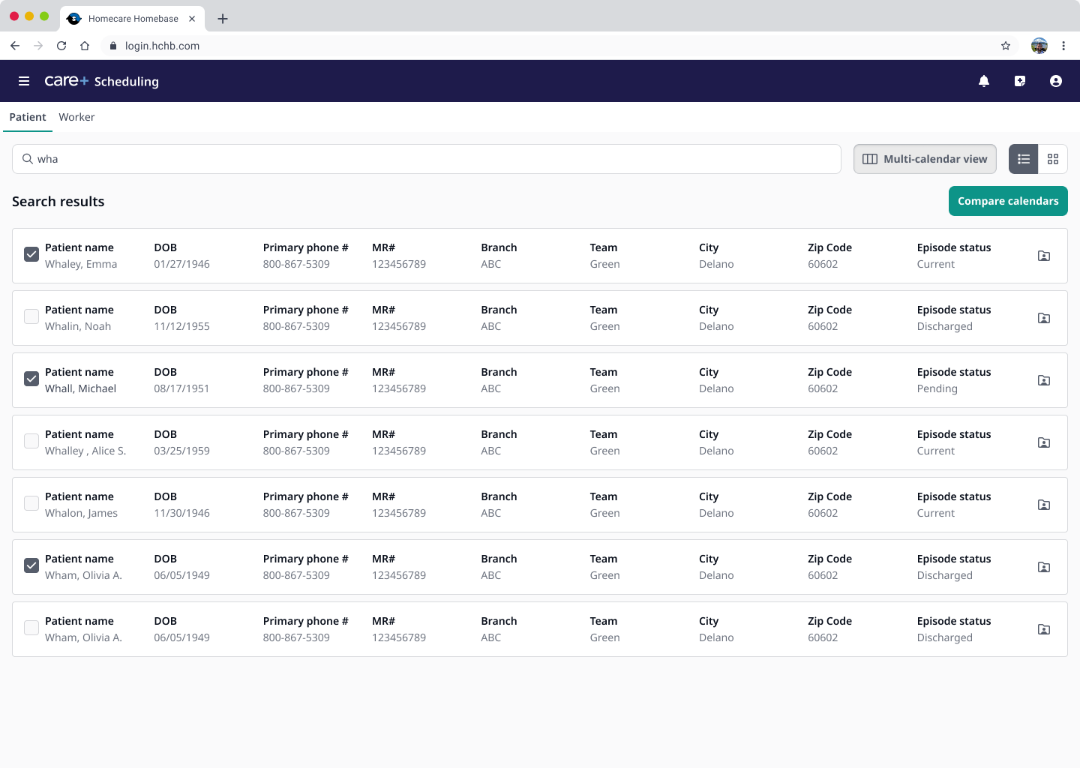 Homecare Homebase
login.hchb.com
care+ Scheduling
Patient Worker
wha
Multi-calendar view
Search results
Compare calendars
Patient name DOB Primary phone # MR# Branch Team City Zip Code Episode status
Whaley, Emma 01/27/1946 800-867-5309 123456789 ABC Green Delano 60602 Current
Patient name DOB Primary phone # MR# Branch Team City Zip Code Episode status
Whalin, Noah 11/12/1955 800-867-5309 123456789 ABC Green Delano 60602 Discharged
Patient name DOB Primary phone # MR# Branch Team City Zip Code Episode status
Whall, Michael 08/17/1951 800-867-5309 123456789 ABC Green Delano 60602 Pending
Patient name DOB Primary phone # MR# Branch Team City Zip Code Episode status
Whalley , Alice S. 03/25/1959 800-867-5309 123456789 ABC Green Delano 60602 Current
Patient name DOB Primary phone # MR# Branch Team City Zip Code Episode status
Whalon, James 11/30/1946 800-867-5309 123456789 ABC Green Delano 60602 Current
Patient name DOB Primary phone # MR# Branch Team City Zip Code Episode status
Wham, Olivia A. 06/05/1949 800-867-5309 123456789 ABC Green Delano 60602 Discharged
Patient name DOB Primary phone # MR# Branch Team City Zip Code Episode status
Wham, Olivia A. 06/05/1949 800-867-5309 123456789 ABC Green Delano 60602 Discharged